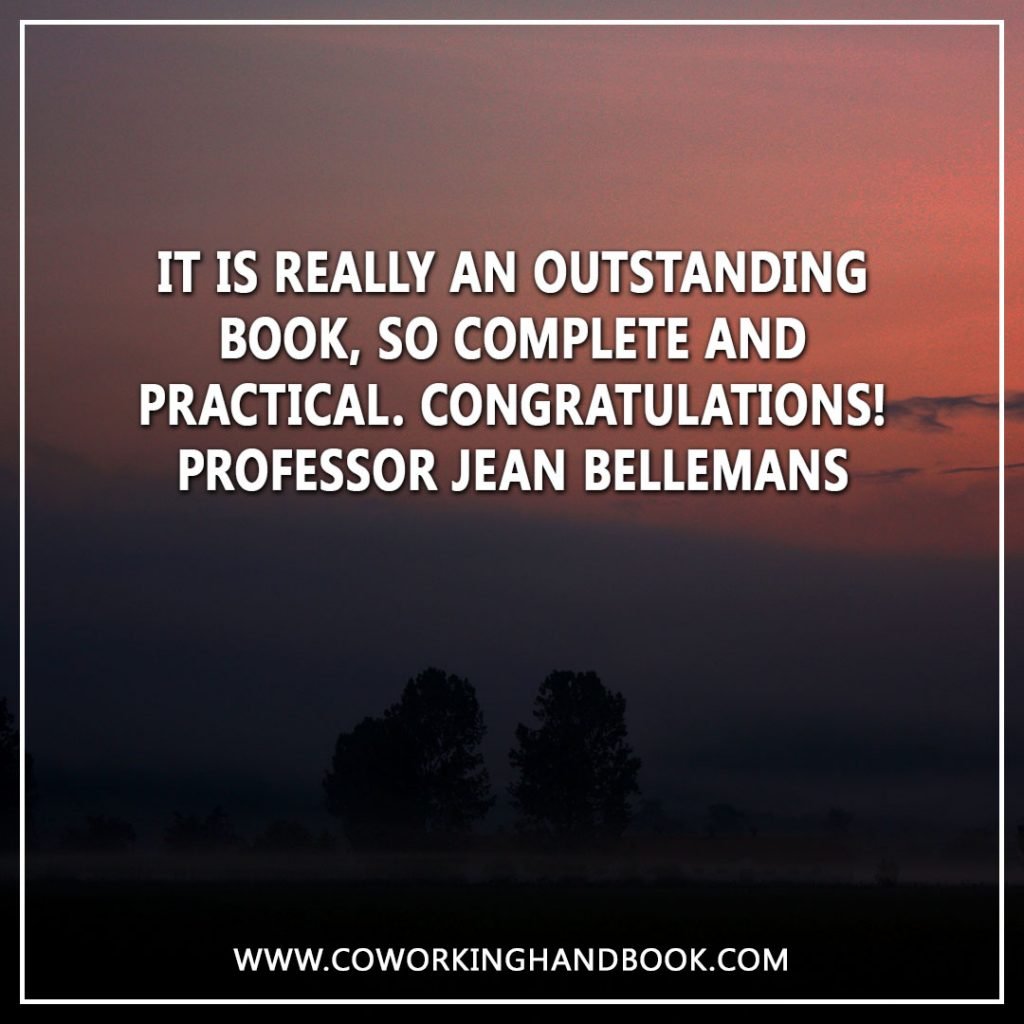 IT IS REALLY AN OUTSTANDING
BOOK, SO COMPLETE AND
PRACTICAL. CONGRATULATIONS!
PROFESSOR JEAN BELLEMANS
WWW.COWORKINGHANDBOOK.COM